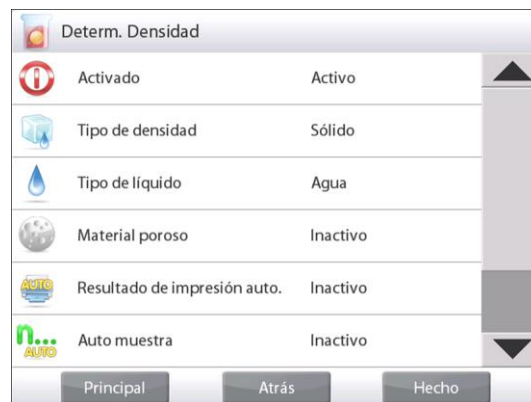 Determ. Densidad
Activado Activo
Tipo de densidad Sólido
Tipo de líquido Agua
Material poroso Inactivo
AUTO Resultado de impresión auto. Inactivo
n... AUTO Auto muestra Inactivo
Principal Atrás Hecho